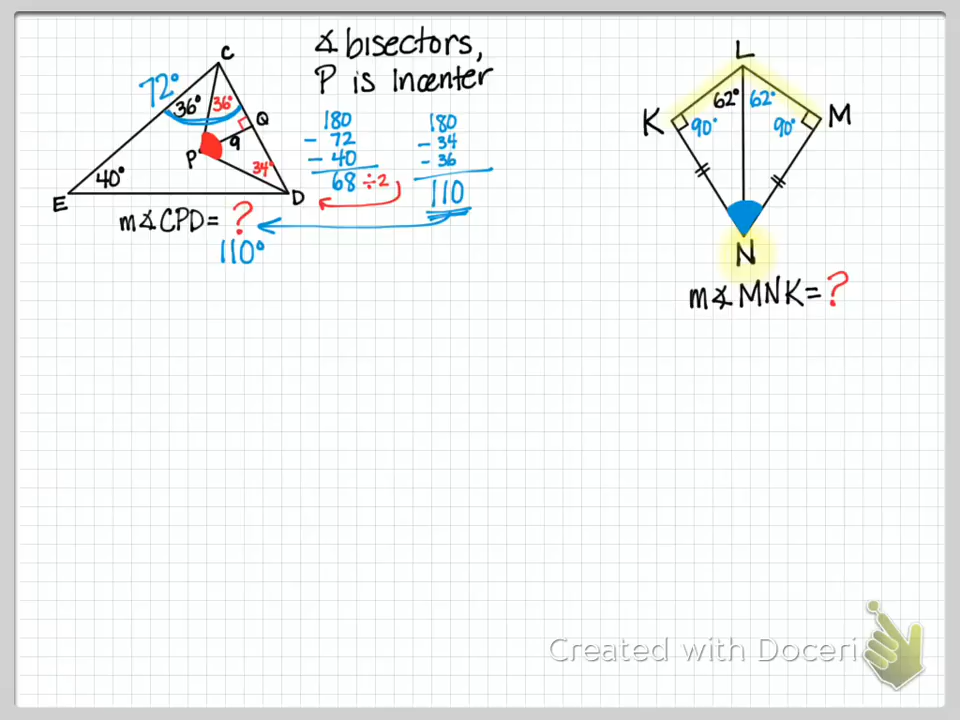 ∡ bisectors,
P is Incenter
C
72°
36°
36°
Q
9
P
34°
40°
E
D
m∡CPD= ?
110°
180
- 72
- 40
68 ÷2
180
- 34
- 36
110
L
62°
62°
K
M
90°
90°
N
m∡MNK= ?
Created with Doceri